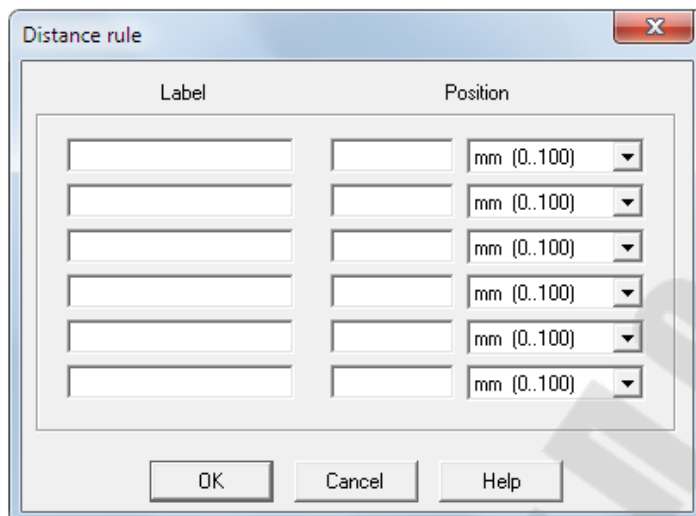 Distance rule
Label Position
mm (0..100)
mm (0..100)
mm (0..100)
mm (0..100)
mm (0..100)
mm (0..100)
OK Cancel Help